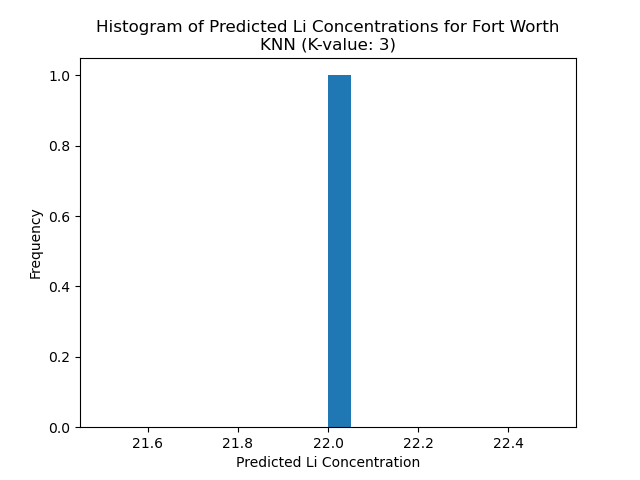 Histogram of Predicted Li Concentrations for Fort Worth
KNN (K-value: 3)
1.0
0.8
0.6
0.4
0.2
0.0
Frequency
21.6 21.8 22.0 22.2 22.4
Predicted Li Concentration